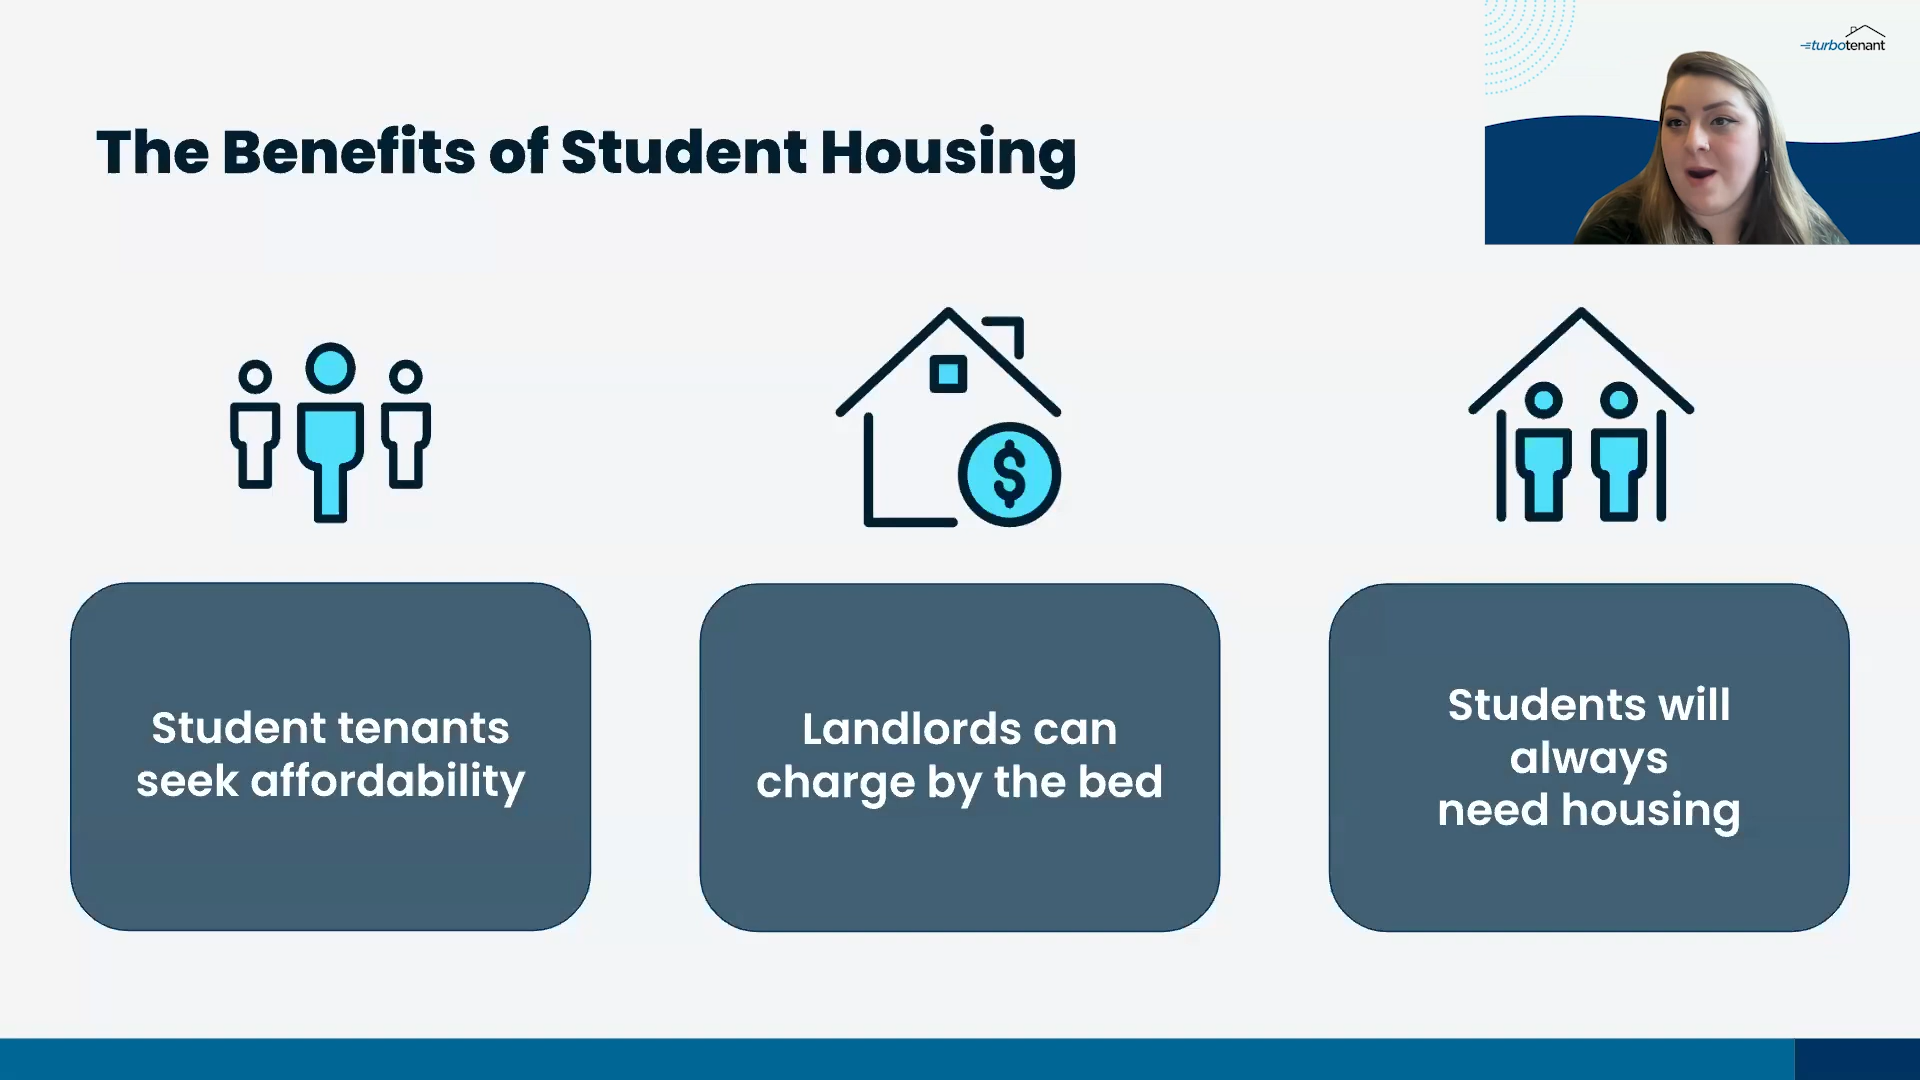 turbotenant
The Benefits of Student Housing
$
Student tenants
seek affordability
Landlords can
charge by the bed
Students will
always
need housing